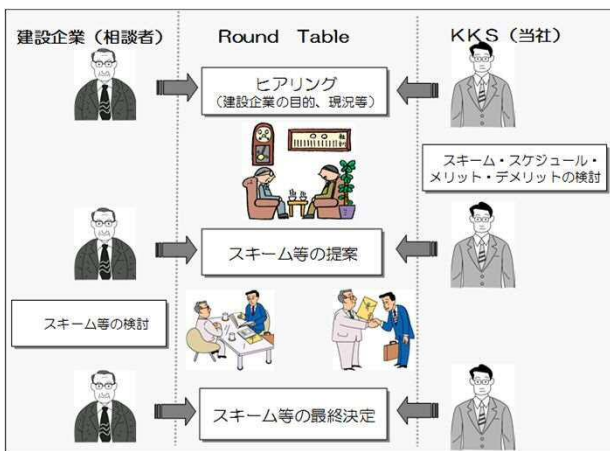 建設企業（相談者）
Round Table
KKS（当社）
ヒアリング
（建設企業の目的、現況等）
スキーム・スケジュール・
メリット・デメリットの検討
スキーム等の提案
スキーム等の検討
スキーム等の最終決定